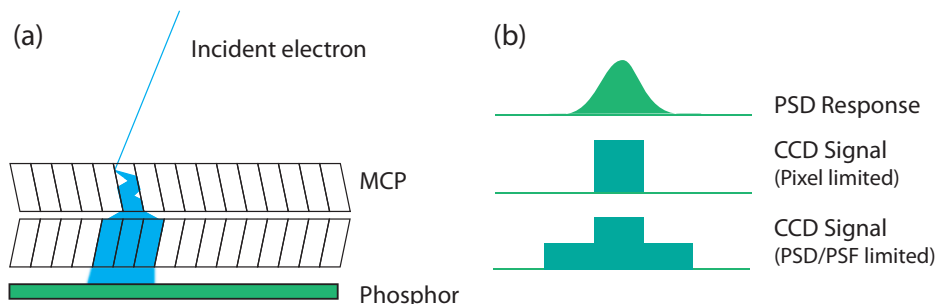 (a)
Incident electron
MCP
Phosphor
(b)
PSD Response
CCD Signal
(Pixel limited)
CCD Signal
(PSD/PSF limited)